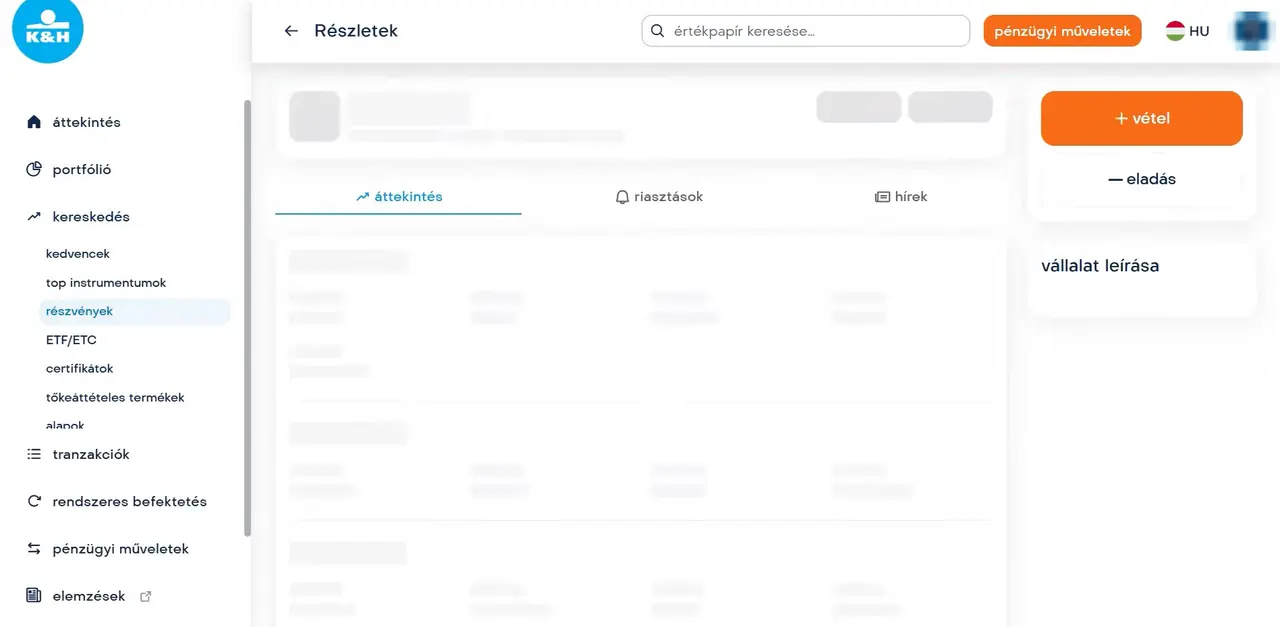 K&H
← Részletek
értékpapír keresése...
pénzügyi műveletek
HU
áttekintés
portfólió
kereskedés
kedvencek
top instrumentumok
részvények
ETF/ETC
certifikátok
tőkeáttételes termékek
alapok
tranzakciók
rendszeres befektetés
pénzügyi műveletek
elemzések
áttekintés
riasztások
hírek
+ vétel
— eladás
vállalat leírása